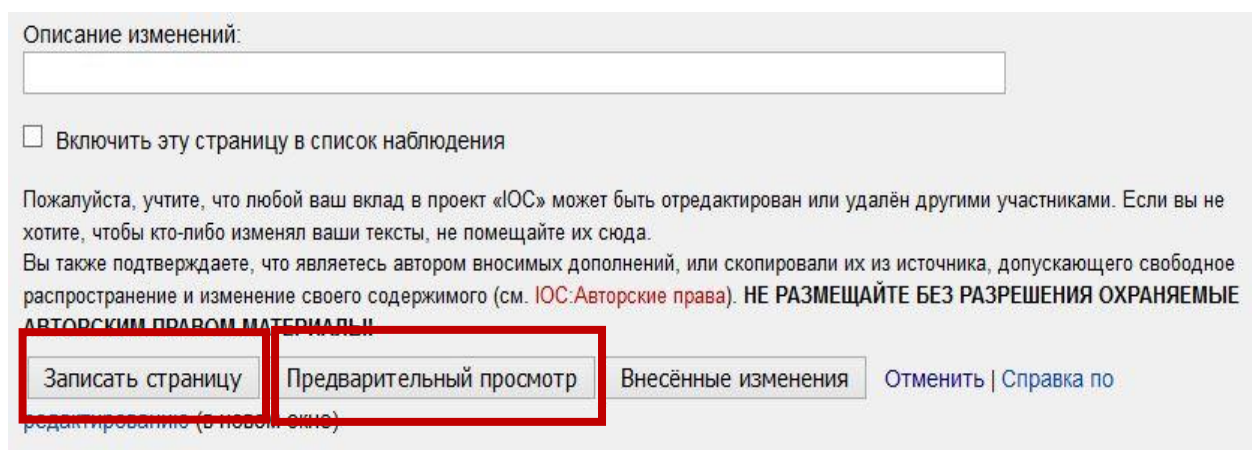 Описание изменений:
Включить эту страницу в список наблюдения
Пожалуйста, учтите, что любой ваш вклад в проект «IOC» может быть отредактирован или удалён другими участниками. Если вы не
хотите, чтобы кто-либо изменял ваши тексты, не помещайте их сюда.
Вы также подтверждаете, что являетесь автором вносимых дополнений, или скопировали их из источника, допускающего свободное
распространение и изменение своего содержимого (см. IOC:Авторские права). НЕ РАЗМЕЩАЙТЕ БЕЗ РАЗРЕШЕНИЯ ОХРАНЯЕМЫЕ
АВТОРСКИМ ПРАВОМ МАТЕРИАЛЫ!
Записать страницу Предварительный просмотр Внесённые изменения Отменить | Справка по
редактированию (в новом окне)